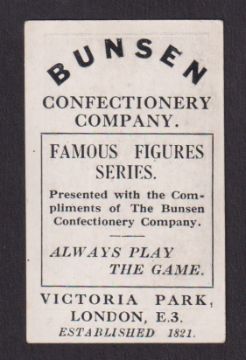 BUNSEN
CONFECTIONERY
COMPANY.
FAMOUS FIGURES
SERIES.
Presented with the Com-
pliments of The Bunsen
Confectionery Company.
ALWAYS PLAY
THE GAME.
VICTORIA PARK,
LONDON, E.3.
ESTABLISHED 1821.